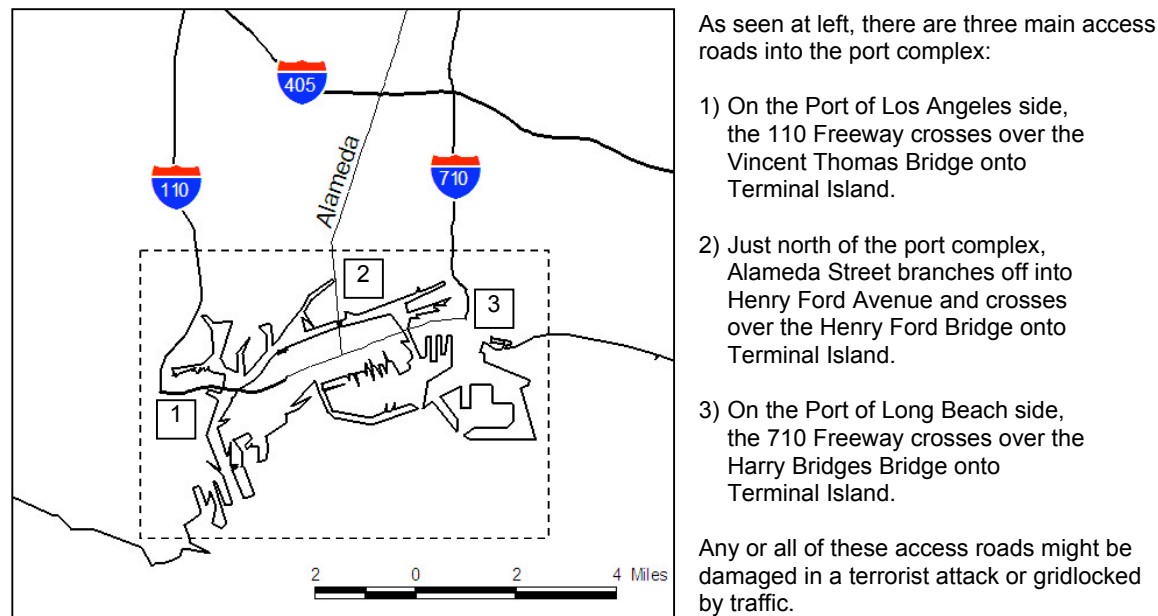 405
110
710
Alameda
2
3
1
2 0 2 4 Miles
As seen at left, there are three main access
roads into the port complex:
1) On the Port of Los Angeles side,
the 110 Freeway crosses over the
Vincent Thomas Bridge onto
Terminal Island.
2) Just north of the port complex,
Alameda Street branches off into
Henry Ford Avenue and crosses
over the Henry Ford Bridge onto
Terminal Island.
3) On the Port of Long Beach side,
the 710 Freeway crosses over the
Harry Bridges Bridge onto
Terminal Island.
Any or all of these access roads might be
damaged in a terrorist attack or gridlocked
by traffic.